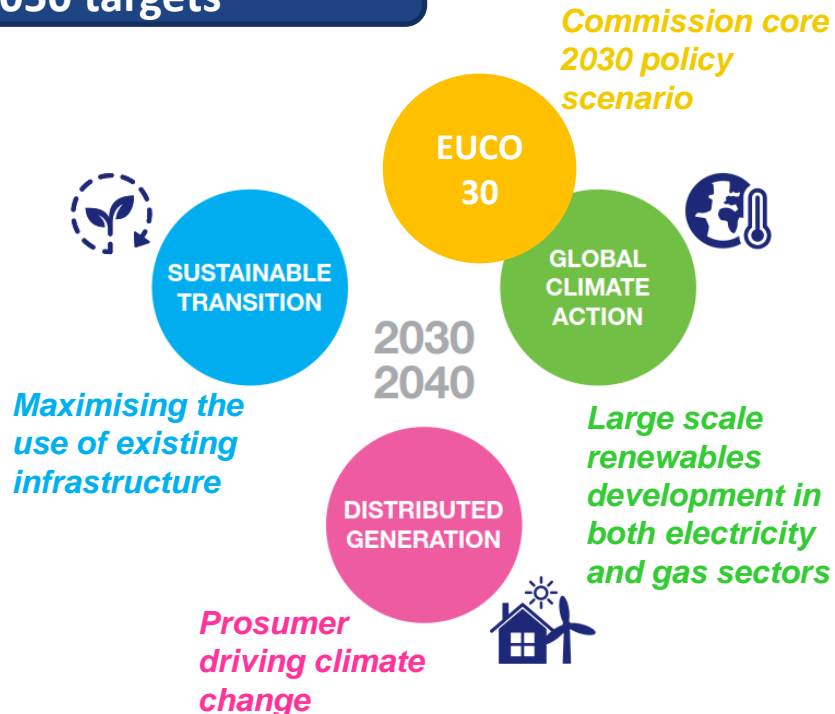 targets
Commission core
2030 policy
scenario
EUCO
30
SUSTAINABLE
TRANSITION
GLOBAL
CLIMATE
ACTION
2030
2040
Maximising the
use of existing
infrastructure
Large scale
renewables
development in
both electricity
and gas sectors
DISTRIBUTED
GENERATION
Prosumer
driving climate
change